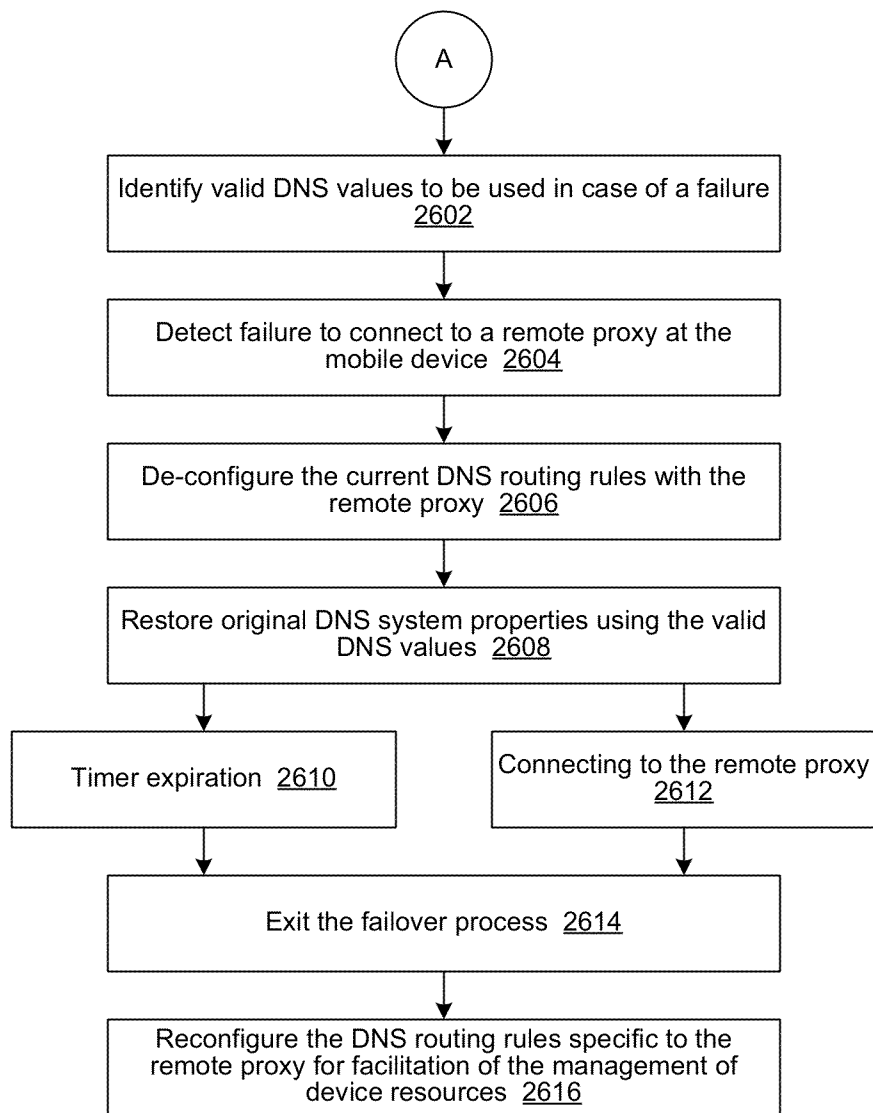 A
Identify valid DNS values to be used in case of a failure
2602
Detect failure to connect to a remote proxy at the
mobile device 2604
De-configure the current DNS routing rules with the
remote proxy 2606
Restore original DNS system properties using the valid
DNS values 2608
Timer expiration 2610
Connecting to the remote proxy
2612
Exit the failover process 2614
Reconfigure the DNS routing rules specific to the
remote proxy for facilitation of the management of
device resources 2616